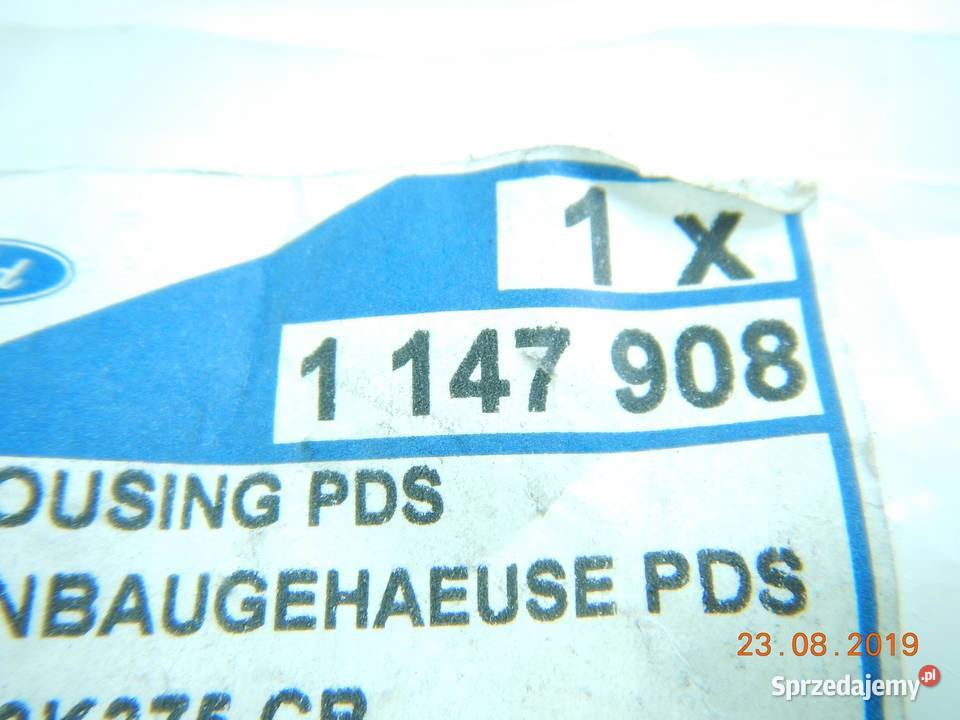 1 x
1 147 908
OUSING PDS
NBAUGEHAEUSE PDS
23.08.2019
Sprzedajemy.pl